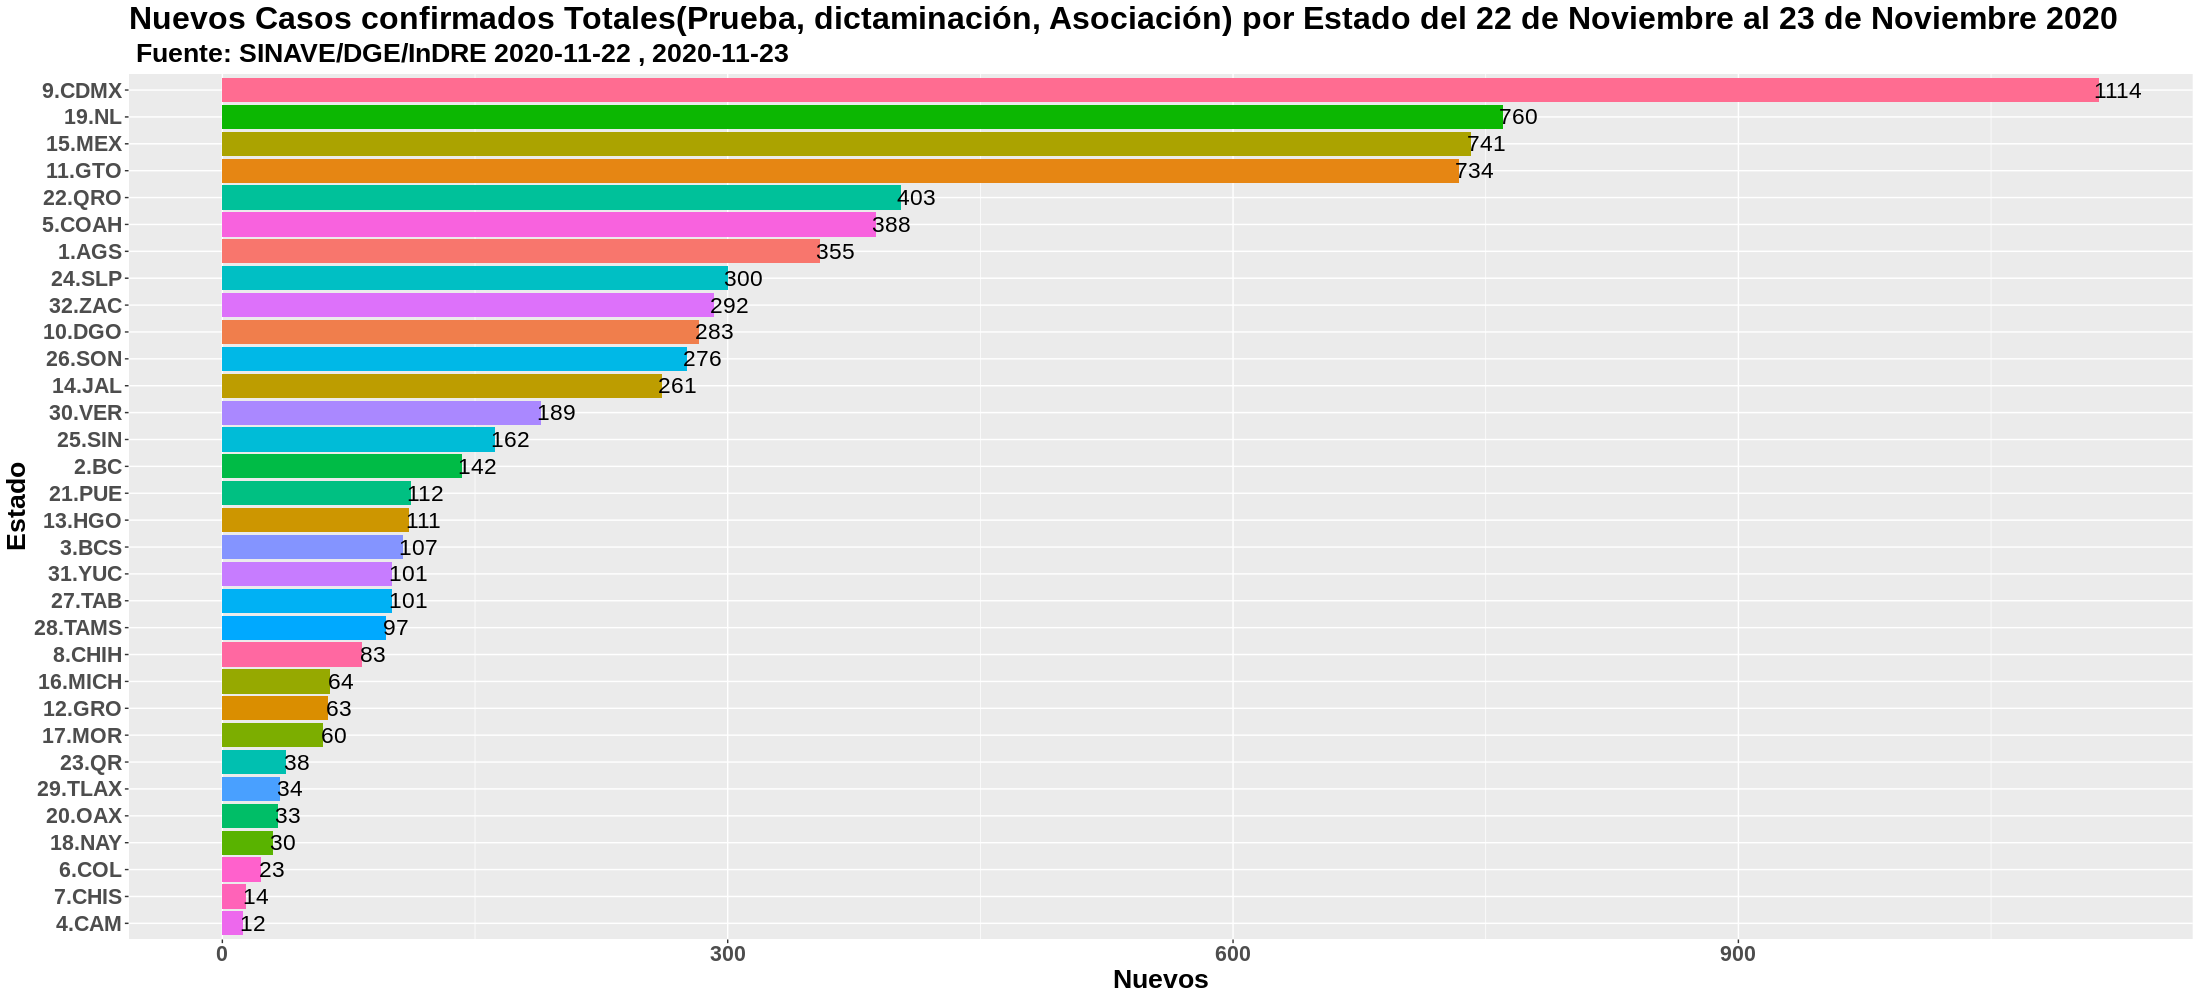 Nuevos Casos confirmados Totales(Prueba, dictaminación, Asociación) por Estado del 22 de Noviembre al 23 de Noviembre 2020
Fuente: SINAVE/DGE/InDRE 2020-11-22 , 2020-11-23
Estado
9.CDMX 1114
19.NL 760
15.MEX 741
11.GTO 734
22.QRO 403
5.COAH 388
1.AGS 355
24.SLP 300
32.ZAC 292
10.DGO 283
26.SON 276
14.JAL 261
30.VER 189
25.SIN 162
2.BC 142
21.PUE 112
13.HGO 111
3.BCS 107
31.YUC 101
27.TAB 101
28.TAMS 97
8.CHIH 83
16.MICH 64
12.GRO 63
17.MOR 60
23.QR 38
29.TLAX 34
20.OAX 33
18.NAY 30
6.COL 23
7.CHIS 14
4.CAM 12
0 300 600 900
Nuevos